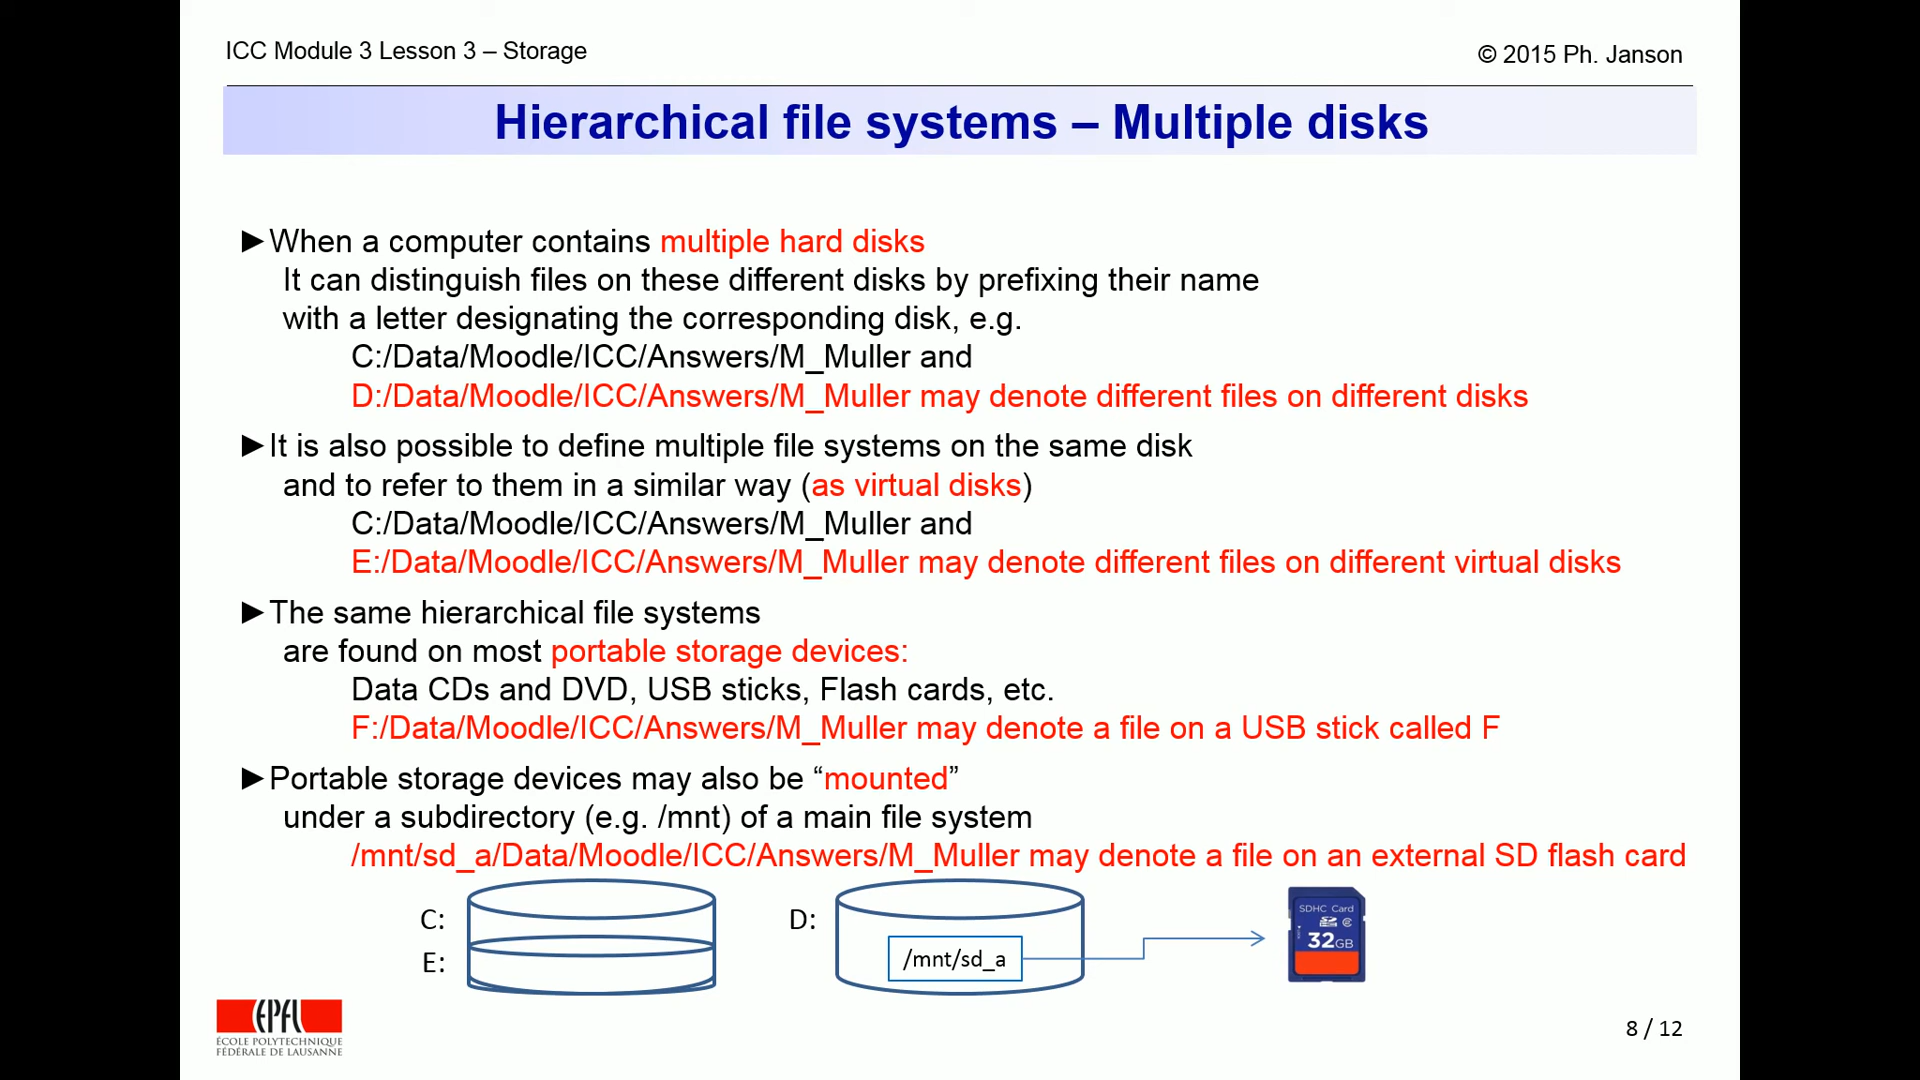 ICC Module 3 Lesson 3 – Storage
© 2015 Ph. Janson
Hierarchical file systems – Multiple disks
►When a computer contains multiple hard disks
It can distinguish files on these different disks by prefixing their name
with a letter designating the corresponding disk, e.g.
C:/Data/Moodle/ICC/Answers/M_Muller and
D:/Data/Moodle/ICC/Answers/M_Muller may denote different files on different disks
►It is also possible to define multiple file systems on the same disk
and to refer to them in a similar way (as virtual disks)
C:/Data/Moodle/ICC/Answers/M_Muller and
E:/Data/Moodle/ICC/Answers/M_Muller may denote different files on different virtual disks
►The same hierarchical file systems
are found on most portable storage devices:
Data CDs and DVD, USB sticks, Flash cards, etc.
F:/Data/Moodle/ICC/Answers/M_Muller may denote a file on a USB stick called F
►Portable storage devices may also be “mounted”
under a subdirectory (e.g. /mnt) of a main file system
/mnt/sd_a/Data/Moodle/ICC/Answers/M_Muller may denote a file on an external SD flash card
C:
E:
D:
/mnt/sd_a
SDHC Card
32GB
EPFL
ÉCOLE POLYTECHNIQUE
FÉDÉRALE DE LAUSANNE
8 / 12